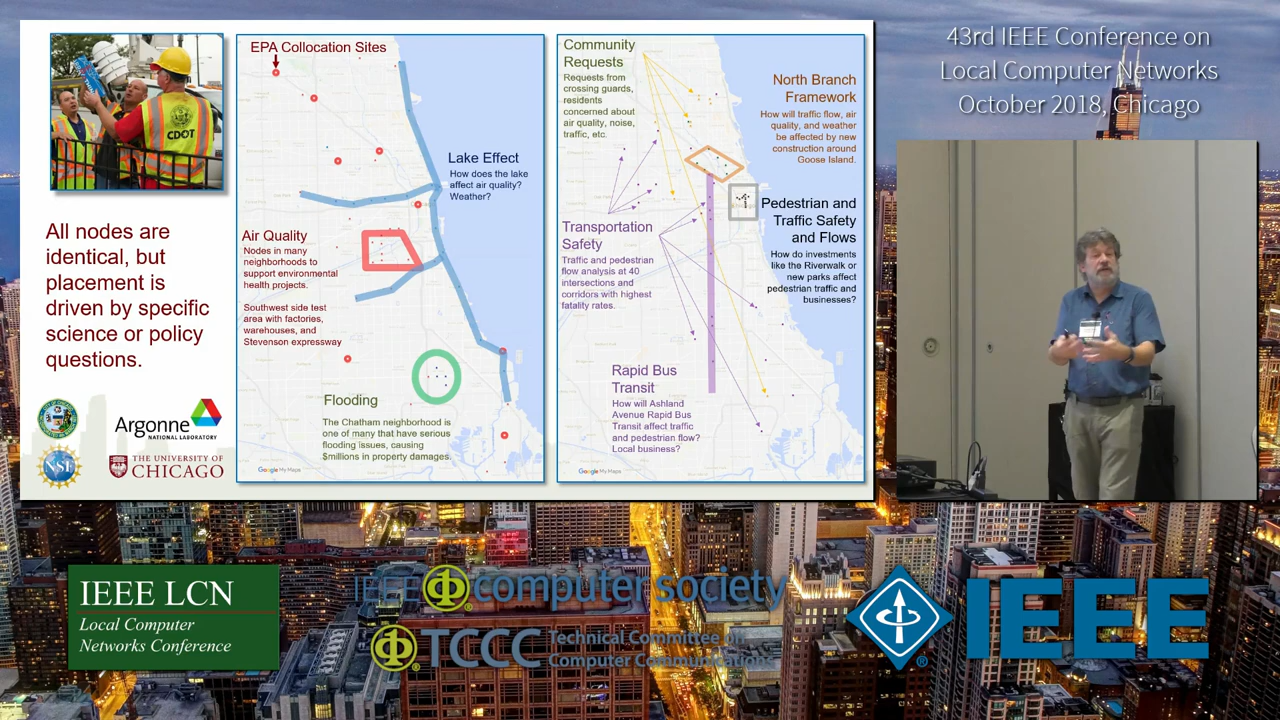 43rd IEEE Conference on
Local Computer Networks
October 2018, Chicago
CDOT
All nodes are
identical, but
placement is
driven by specific
science or policy
questions.
Argonne
NATIONAL LABORATORY
NSF
THE UNIVERSITY OF
CHICAGO
EPA Collocation Sites
Lake Effect
How does the lake
affect air quality?
Weather?
Air Quality
Nodes in many
neighborhoods to
support environmental
health projects.
Southwest side test
area with factories,
warehouses, and
Stevenson expressway
Flooding
The Chatham neighborhood is
one of many that have serious
flooding issues, causing
$millions in property damages.
Google My Maps
Community
Requests
Requests from
crossing guards,
residents
concerned about
air quality, noise,
traffic, etc.
North Branch
Framework
How will traffic flow, air
quality, and weather
be affected by new
construction around
Goose Island.
Transportation
Safety
Traffic and pedestrian
flow analysis at 40
intersections and
corridors with highest
fatality rates.
Pedestrian and
Traffic Safety
and Flows
How do investments
like the Riverwalk or
new parks affect
pedestrian traffic and
businesses?
Rapid Bus
Transit
How will Ashland
Avenue Rapid Bus
Transit affect traffic
and pedestrian flow?
Local business?
Google My Maps
IEEE LCN
Local Computer
Networks Conference
IEEE computer society
TCCC Technical Committee on
Computer Communications
IEEE